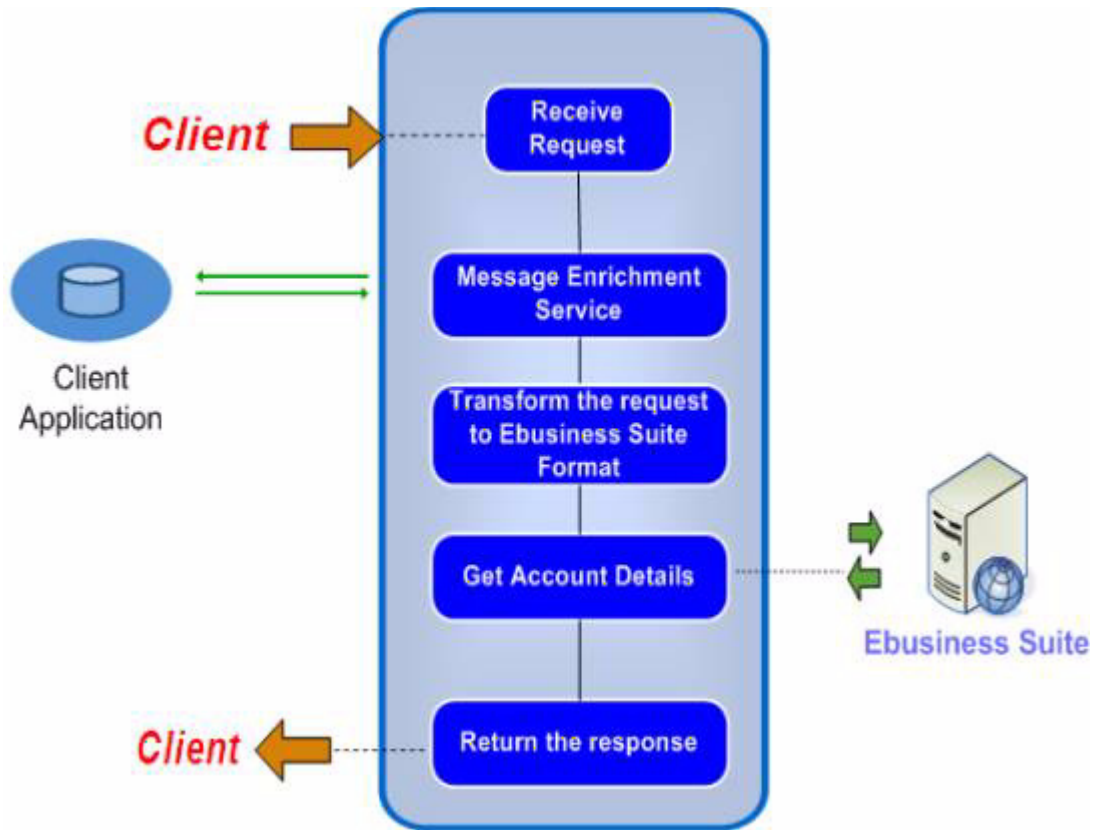 Receive
Request
Client
Message Enrichment
Service
Client
Application
Transform the request
to Ebusiness Suite
Format
Get Account Details
Ebusiness Suite
Return the response
Client